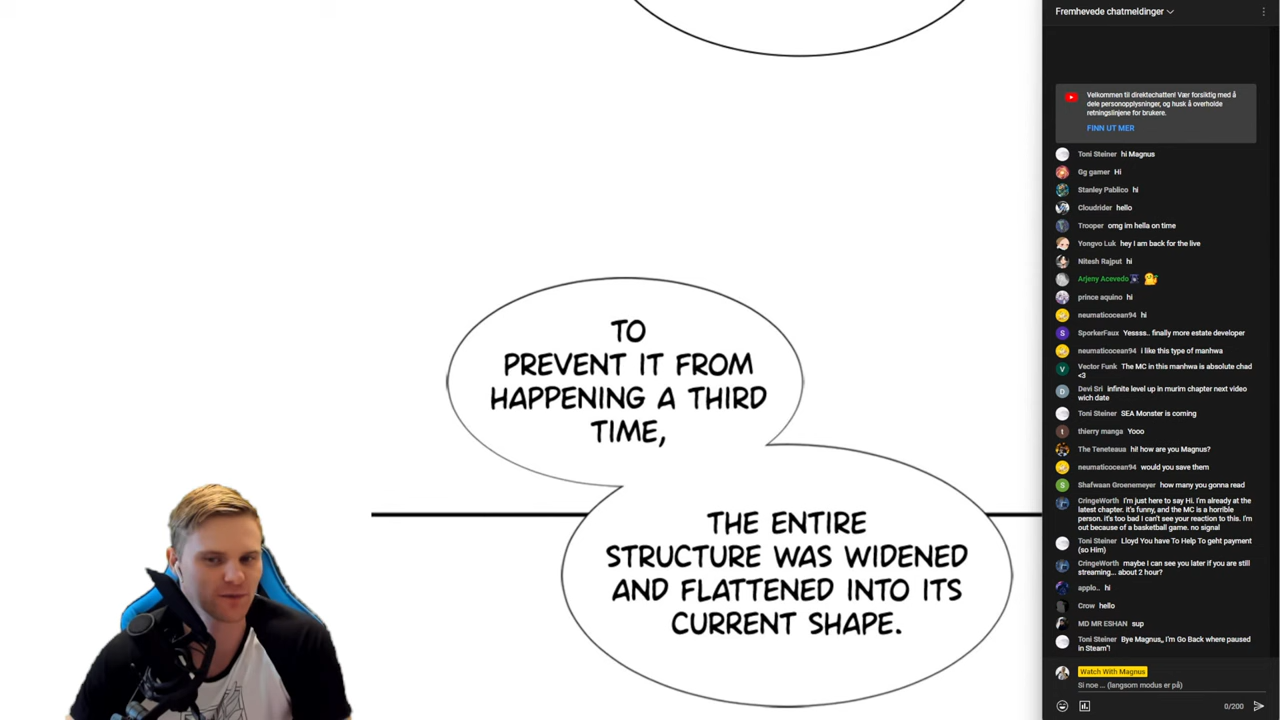 TO
PREVENT IT FROM
HAPPENING A THIRD
TIME,
THE ENTIRE
STRUCTURE WAS WIDENED
AND FLATTENED INTO ITS
CURRENT SHAPE.
Fremhevede chatmeldinger
Velkommen til direktechatten! Vær forsiktig med å
dele personopplysninger, og husk å overholde
retningslinjene for brukere.
FINN UT MER
Toni Steiner hi Magnus
Gg gamer Hi
Stanley Pablico hi
Cloudrider hello
Trooper omg im hella on time
Yongvo Luk hey I am back for the live
Nitesh Rajput hi
Arjeny Acevedo
prince aquino hi
neumaticocean94 hi
S
SporkerFaux Yessss.. finally more estate developer
neumaticocean94 i like this type of manhwa
V
Vector Funk The MC in this manhwa is absolute chad
<3
D
Devi Sri infinite level up in murim chapter next video
wich date
Toni Steiner SEA Monster is coming
t
thierry manga Yooo
The Teneteaua hi! how are you Magnus?
neumaticocean94 would you save them
S
Shafwaan Groenemeyer how many you gonna read
CringeWorth I'm just here to say Hi. I'm already at the
latest chapter. it's funny, and the MC is a horrible
person. it's too bad I can't see your reaction to this. I'm
out because of a basketball game. no signal
Toni Steiner Lloyd You have To Help To geht payment
(so Him)
CringeWorth maybe I can see you later if you are still
streaming... about 2 hour?
applo.. hi
Crow hello
MD MR ESHAN sup
Toni Steiner Bye Magnus,, I'm Go Back where paused
in Steam"!
Watch With Magnus
Si noe ... (langsom modus er på)
0/200